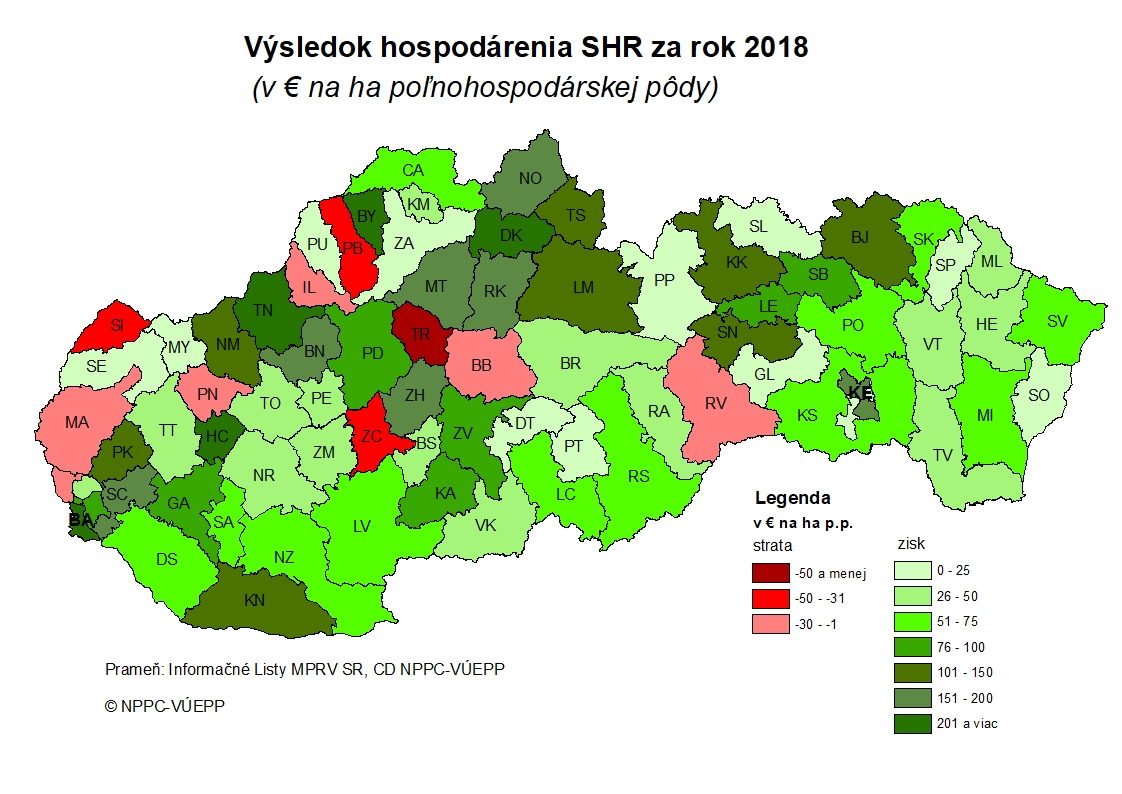 Výsledok hospodárenia SHR za rok 2018
(v € na ha poľnohospodárskej pôdy)
CA
NO
KM
BY
TS
PU
PB
ZA
DK
SL
BJ
SK
KK
SP
ML
IL
MT
RK
LM
PP
SB
TN
LE
SI
MY
NM
BN
PD
TR
SN
PO
HE
SV
VT
SE
BB
BR
GL
PN
ZH
TO
PE
RA
RV
KE
SO
MA
TT
HC
ZC
BS
ZV
DT
KS
MI
PK
ZM
PT
NR
TV
SC
GA
KA
LC
RS
BA
SA
LV
VK
DS
NZ
KN
Legenda
v € na ha p.p.
strata
zisk
-50 a menej
-50 - -31
-30 - -1
0 - 25
26 - 50
51 - 75
76 - 100
101 - 150
151 - 200
201 a viac
Prameň: Informačné Listy MPRV SR, CD NPPC-VÚEPP
© NPPC-VÚEPP